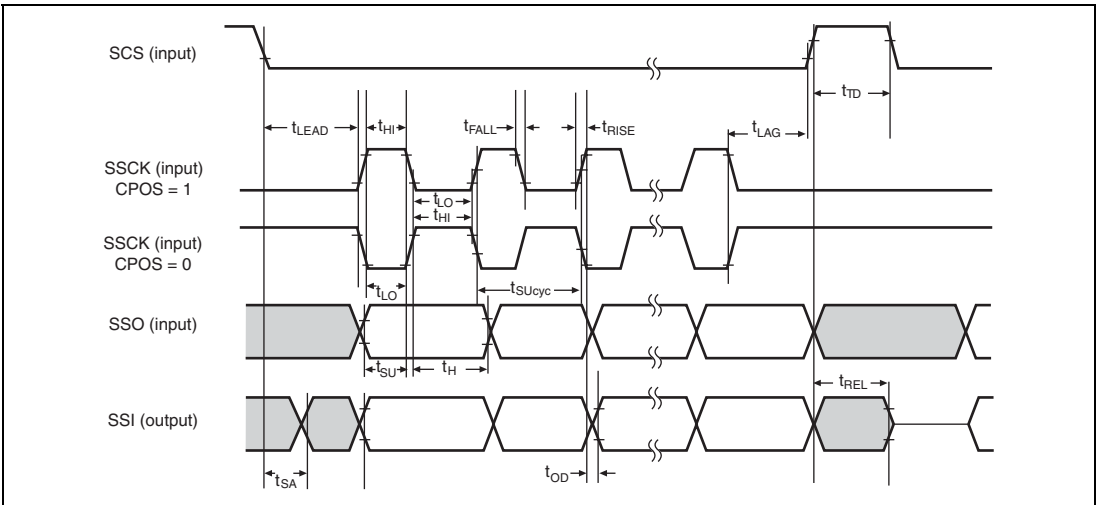 SCS (input)
tTD
tLEAD
tHI
tFALL
tRISE
tLAG
SSCK (input)
CPOS = 1
tLO
tHI
SSCK (input)
CPOS = 0
tLO
tSUcyc
SSO (input)
tSU
tH
tREL
SSI (output)
tOD
tSA